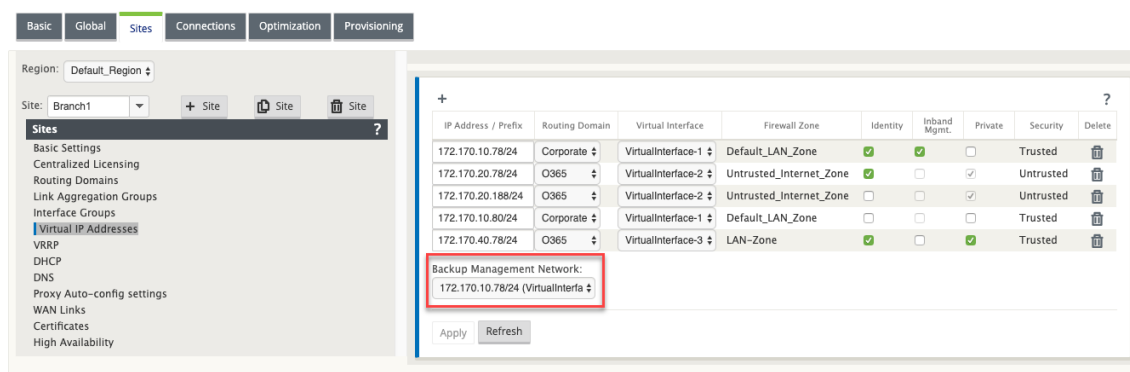 Basic Global Sites Connections Optimization Provisioning
Region: Default_Region
Site: Branch1 + Site Site Site
Sites ?
Basic Settings
Centralized Licensing
Routing Domains
Link Aggregation Groups
Interface Groups
Virtual IP Addresses
VRRP
DHCP
DNS
Proxy Auto-config settings
WAN Links
Certificates
High Availability
+ ?
IP Address / Prefix Routing Domain Virtual Interface Firewall Zone Identity Inband Mgmt. Private Security Delete
172.170.10.78/24 Corporate VirtualInterface-1 Default_LAN_Zone Trusted
172.170.20.78/24 O365 VirtualInterface-2 Untrusted_Internet_Zone Untrusted
172.170.20.188/24 O365 VirtualInterface-2 Untrusted_Internet_Zone Untrusted
172.170.10.80/24 Corporate VirtualInterface-1 Default_LAN_Zone Trusted
172.170.40.78/24 O365 VirtualInterface-3 LAN-Zone Trusted
Backup Management Network:
172.170.10.78/24 (VirtualInterfa
Apply Refresh